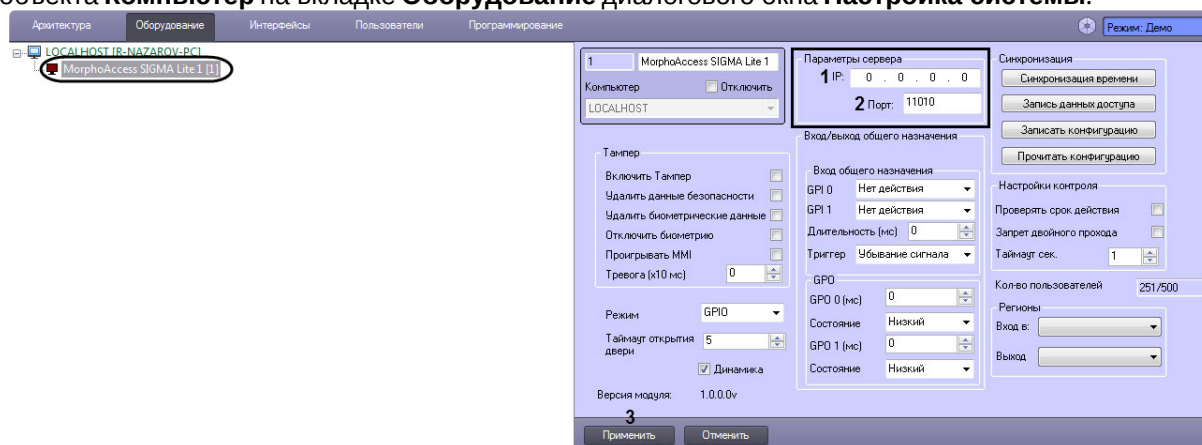 объекта Компьютер на вкладке Оборудование диалогового окна Настройка системы.
Архитектура Оборудование Интерфейсы Пользователи Программирование Режим: Демо
LOCALHOST [R-NAZAROV-PC]
MorphoAccess SIGMA Lite 1 [1]
1 MorphoAccess SIGMA Lite 1
Компьютер Отключить
LOCALHOST
Параметры сервера
1 IP: 0 . 0 . 0 . 0
2 Порт: 11010
Синхронизация
Синхронизация времени
Запись данных доступа
Записать конфигурацию
Прочитать конфигурацию
Тампер
Включить Тампер
Удалить данные безопасности
Удалить биометрические данные
Отключить биометрию
Проигрывать MMI
Тревога (x10 мс) 0
Режим GPIO
Таймаут открытия 5
двери
Динамика
Версия модуля: 1.0.0.0v
Вход/выход общего назначения
Вход общего назначения
GPI 0 Нет действия
GPI 1 Нет действия
Длительность (мс) 0
Триггер Убывание сигнала
GPO
GPO 0 (мс) 0
Состояние Низкий
GPO 1 (мс) 0
Состояние Низкий
Настройки контроля
Проверять срок действия
Запрет двойного прохода
Таймаут сек. 1
Кол-во пользователей 251/500
Регионы
Вход в:
Выход
3
Применить Отменить